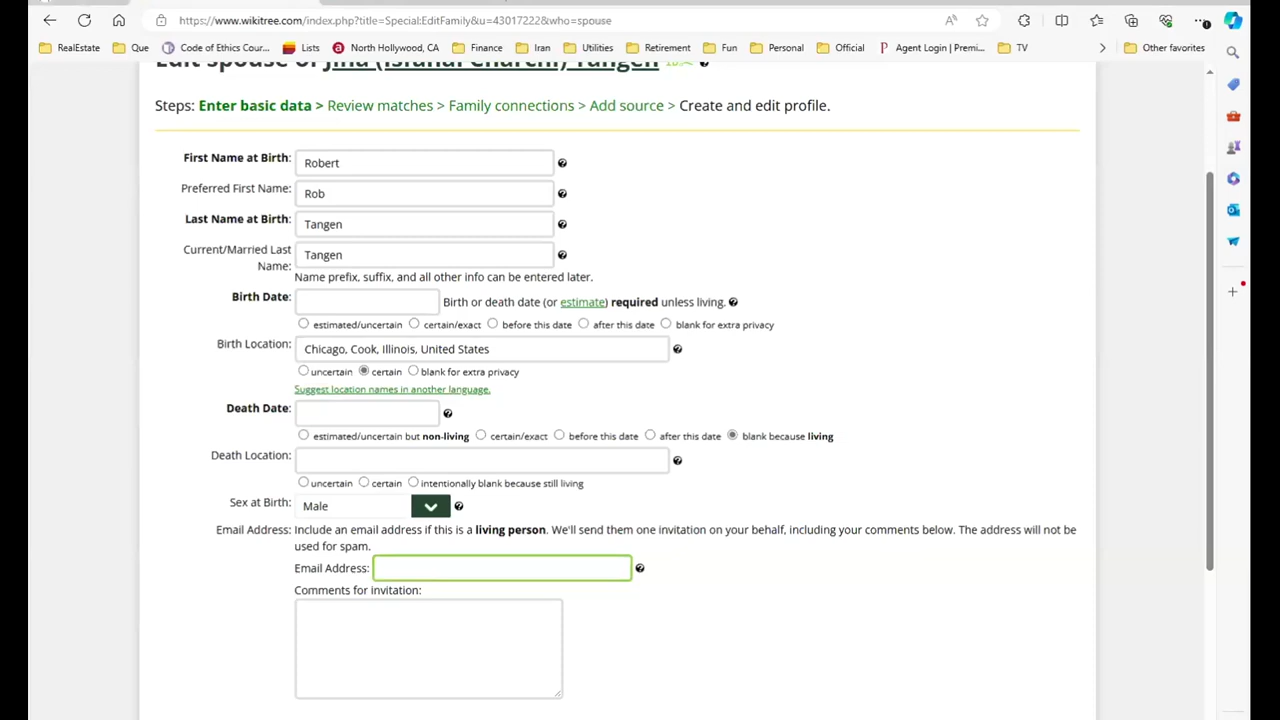 https://www.wikitree.com/index.php?title=Special:EditFamily&u=43017222&who=spouse
RealEstate Que Code of Ethics Cour... Lists North Hollywood, CA Finance Iran Utilities Retirement Fun Personal Official Agent Login | Premi... TV Other favorites
Edit spouse of Jina (Isfahai Charchi) Tangen
Steps: Enter basic data > Review matches > Family connections > Add source > Create and edit profile.
First Name at Birth: Robert
Preferred First Name: Rob
Last Name at Birth: Tangen
Current/Married Last Name: Tangen
Name prefix, suffix, and all other info can be entered later.
Birth Date: Birth or death date (or estimate) required unless living.
estimated/uncertain certain/exact before this date after this date blank for extra privacy
Birth Location: Chicago, Cook, Illinois, United States
uncertain certain blank for extra privacy
Suggest location names in another language.
Death Date:
estimated/uncertain but non-living certain/exact before this date after this date blank because living
Death Location:
uncertain certain intentionally blank because still living
Sex at Birth: Male
Email Address: Include an email address if this is a living person. We'll send them one invitation on your behalf, including your comments below. The address will not be
used for spam.
Email Address:
Comments for invitation: